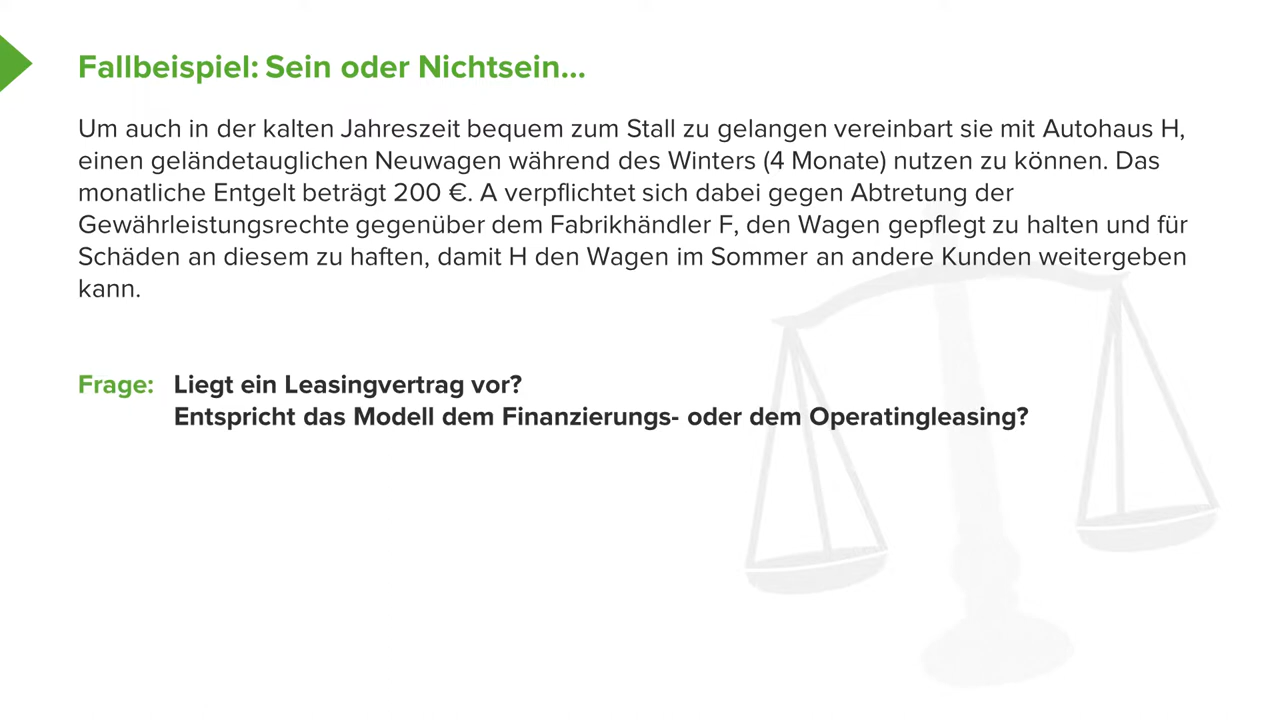 Fallbeispiel: Sein oder Nichtsein...
Um auch in der kalten Jahreszeit bequem zum Stall zu gelangen vereinbart sie mit Autohaus H,
einen geländetauglichen Neuwagen während des Winters (4 Monate) nutzen zu können. Das
monatliche Entgelt beträgt 200 €. A verpflichtet sich dabei gegen Abtretung der
Gewährleistungsrechte gegenüber dem Fabrikhändler F, den Wagen gepflegt zu halten und für
Schäden an diesem zu haften, damit H den Wagen im Sommer an andere Kunden weitergeben
kann.
Frage: Liegt ein Leasingvertrag vor?
Entspricht das Modell dem Finanzierungs- oder dem Operatingleasing?